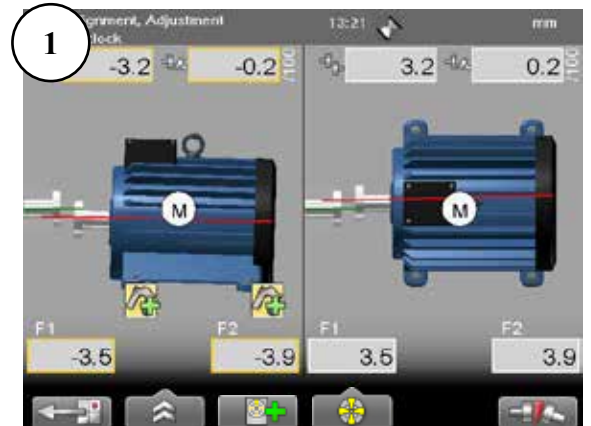 1
gnment, Adjustment
lock
13:21
mm
-3.2
-0.2
/100
3.2
0.2
/100
M
M
F1
F2
F1
F2
-3.5
-3.9
3.5
3.9